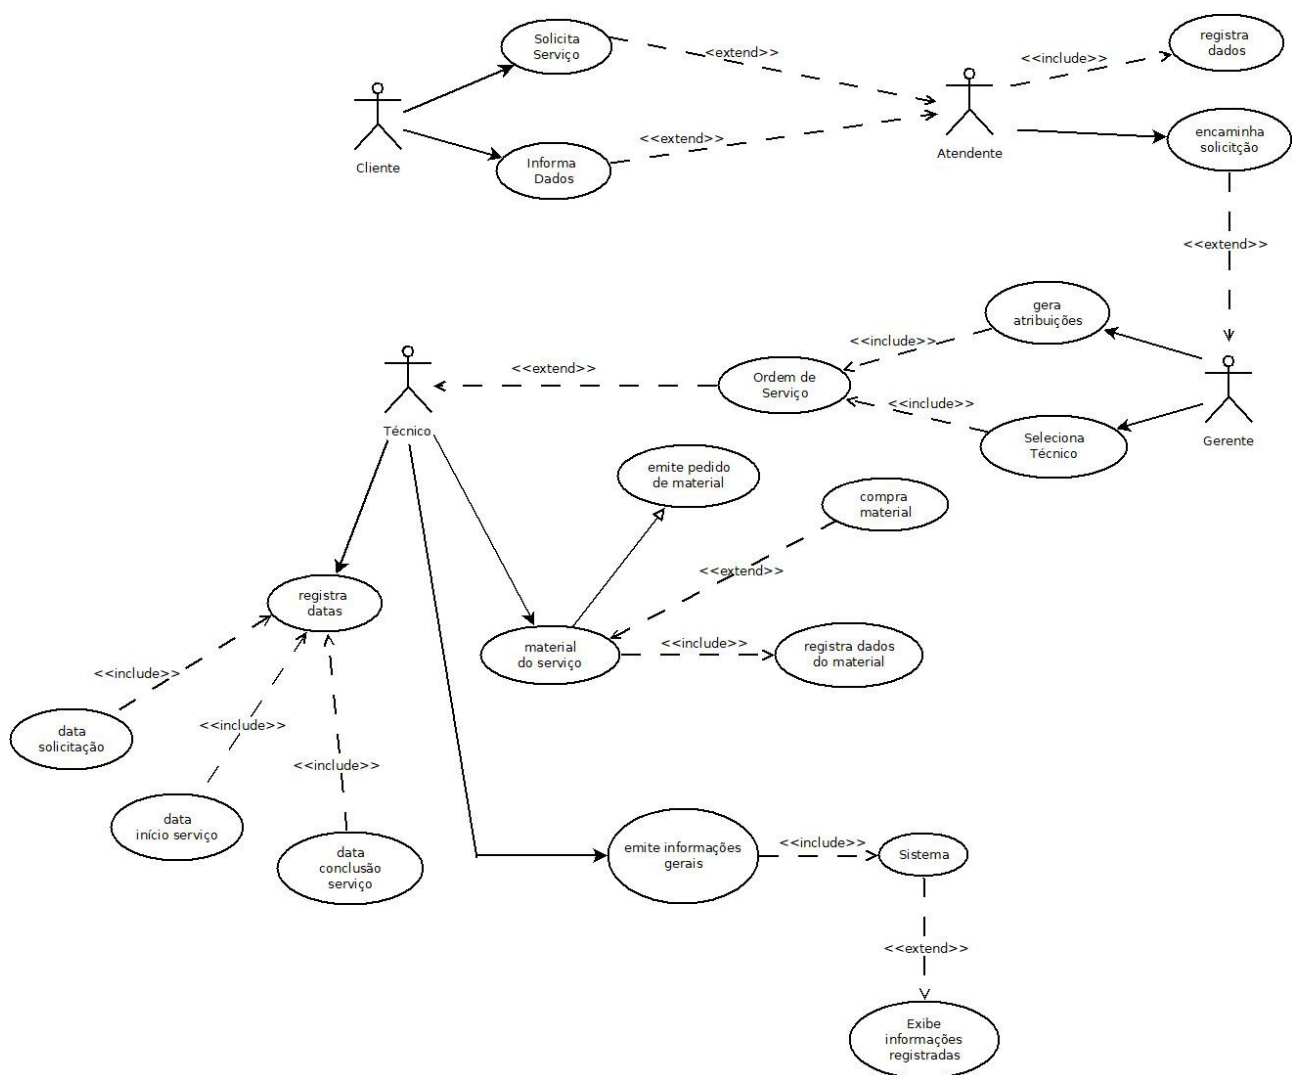 Solicita
Serviço
<extend>>
registra
dados
<<include>>
Cliente
Informa
Dados
<<extend>>
Atendente
encaminha
solicitção
<<extend>>
gera
atribuições
<<include>>
Ordem de
Serviço
<<extend>>
Técnico
<<include>>
Seleciona
Técnico
Gerente
emite pedido
de material
compra
material
<<extend>>
registra
datas
material
do serviço
<<include>>
registra dados
do material
<<include>>
data
solicitação
<<include>>
data
início serviço
<<include>>
data
conclusão
serviço
emite informações
gerais
<<include>>
Sistema
<<extend>>
Exibe
informações
registradas